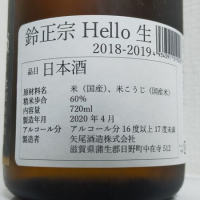 鈴正宗 Hello 生
2018-2019
品目 日本酒
原材料名 米（国産）、米こうじ（国産米）
精米歩合 60%
内容量 720ml
製造年月 2020年4月
アルコール分 アルコール分 16度以上17度未満
製造者 矢尾酒造株式会社
滋賀県蒲生郡日野町中在寺512